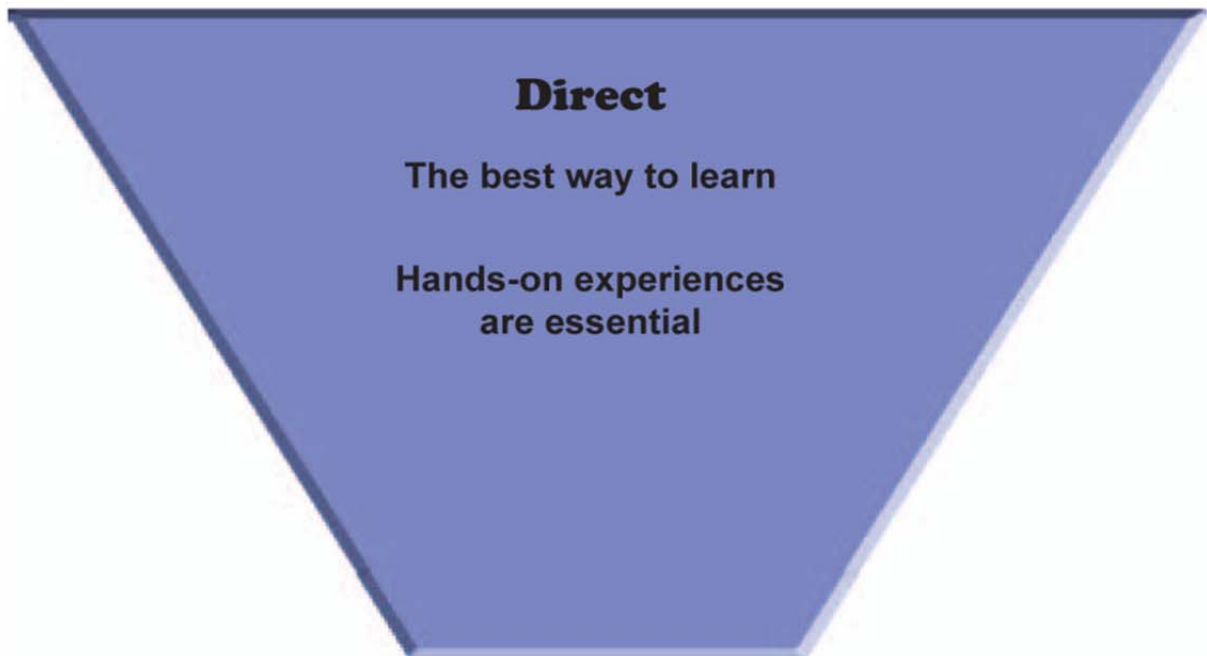 Direct
The best way to learn
Hands-on experiences
are essential